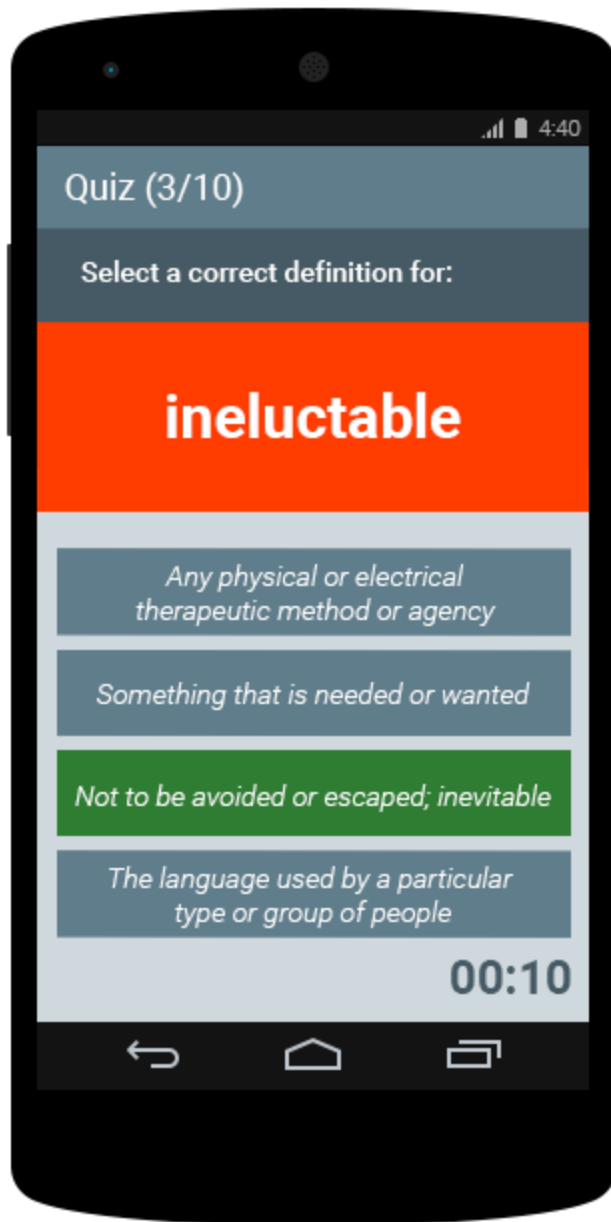 4:40
Quiz (3/10)
Select a correct definition for:
ineluctable
Any physical or electrical
therapeutic method or agency
Something that is needed or wanted
Not to be avoided or escaped; inevitable
The language used by a particular
type or group of people
00:10